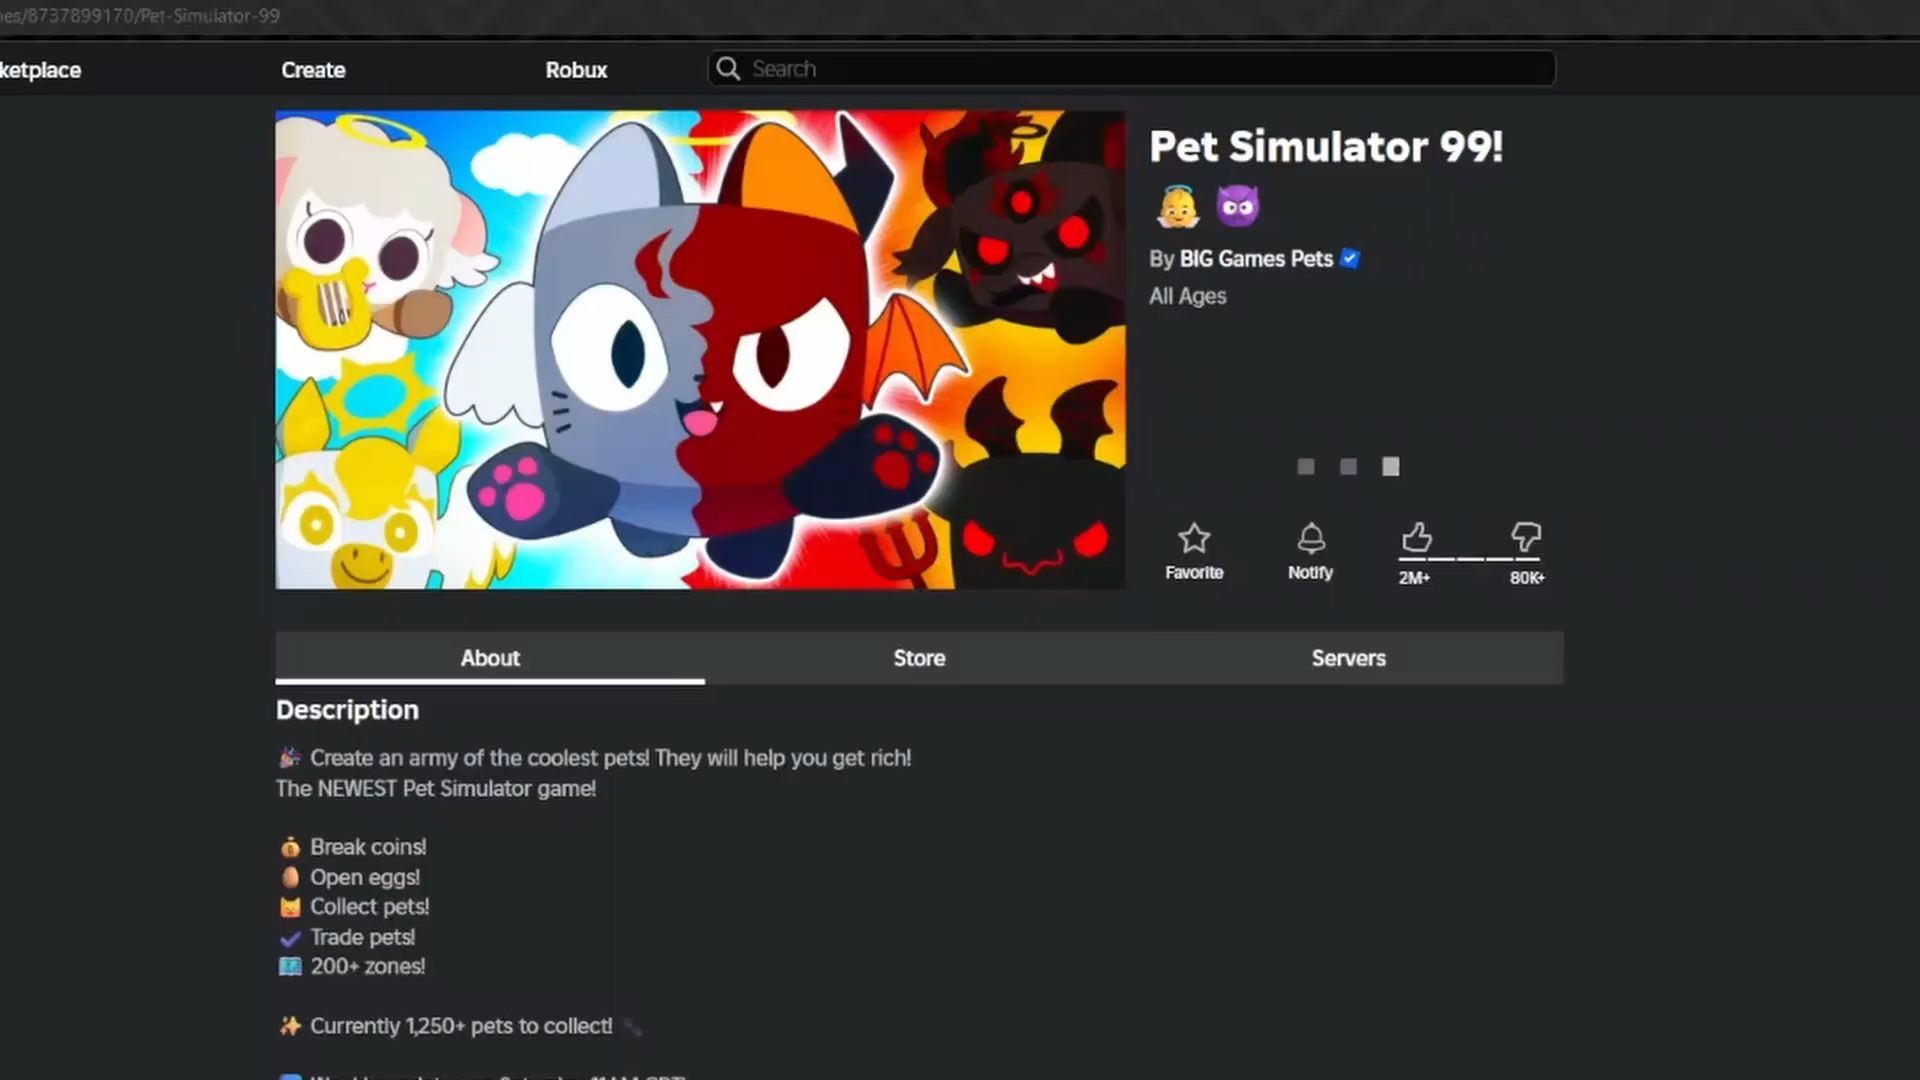 es/8737899170/Pet-Simulator-99
ketplace
Create
Robux
Search
Pet Simulator 99!
By BIG Games Pets
All Ages
Favorite
Notify
2M+
80K+
About
Store
Servers
Description
Create an army of the coolest pets! They will help you get rich!
The NEWEST Pet Simulator game!
Break coins!
Open eggs!
Collect pets!
Trade pets!
200+ zones!
Currently 1,250+ pets to collect!